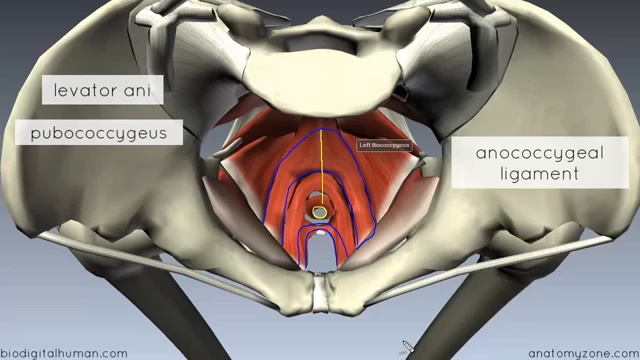 levator ani
pubococcygeus
Left Iliococcygeus
anococcygeal
ligament
biodigitalhuman.com
anatomyzone.com